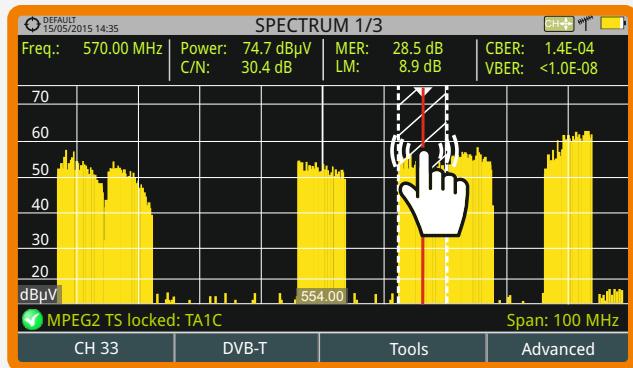 DEFAULT
15/05/2015 14:35
SPECTRUM 1/3
CH
Freq.: 570.00 MHz Power: 74.7 dBµV MER: 28.5 dB CBER: 1.4E-04
C/N: 30.4 dB LM: 8.9 dB VBER: <1.0E-08
70
60
50
40
30
20
dBµV
554.00
MPEG2 TS locked: TA1C Span: 100 MHz
CH 33 DVB-T Tools Advanced